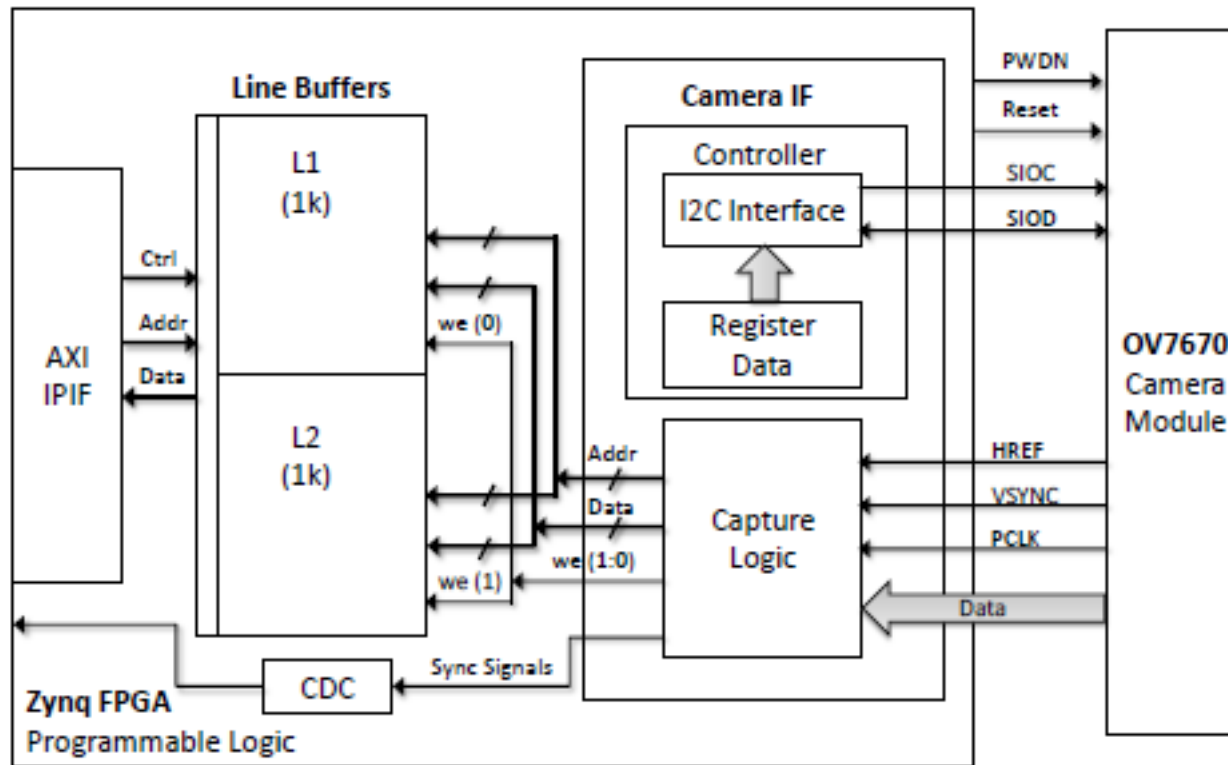 Line Buffers
L1
(1k)
L2
(1k)
AXI
IPIF
Ctrl
Addr
Data
we (0)
we (1)
Addr
Data
we (1:0)
Sync Signals
CDC
Zynq FPGA
Programmable Logic
Camera IF
Controller
I2C Interface
Register
Data
Capture
Logic
PWDN
Reset
SIOC
SIOD
HREF
VSYNC
PCLK
Data
OV7670
Camera
Module